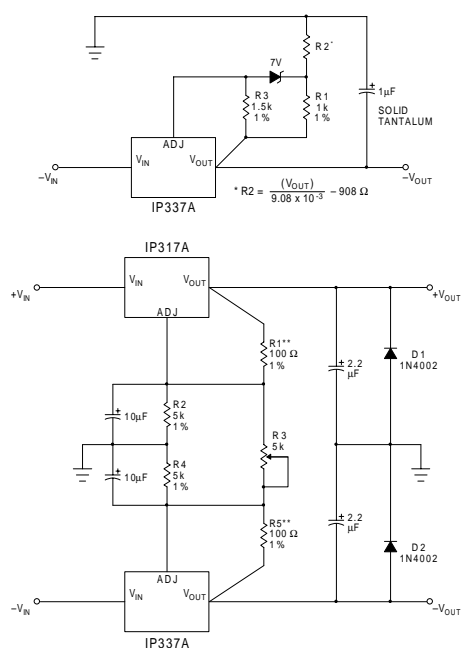 R2*
7V
R3
1.5k
1%
R1
1k
1%
+
1µF
SOLID
TANTALUM
ADJ
–V_IN
V_IN
V_OUT
–V_OUT
IP337A
* R2 = (V_OUT) / 9.08 x 10⁻³ – 908 Ω
IP317A
+V_IN
V_IN
V_OUT
+V_OUT
ADJ
R1**
100 Ω
1%
+
2.2
µF
D1
1N4002
+
10µF
R2
5k
1%
R3
5k
+
10µF
R4
5k
1%
R5**
100 Ω
1%
+
2.2
µF
D2
1N4002
ADJ
–V_IN
V_IN
V_OUT
–V_OUT
IP337A